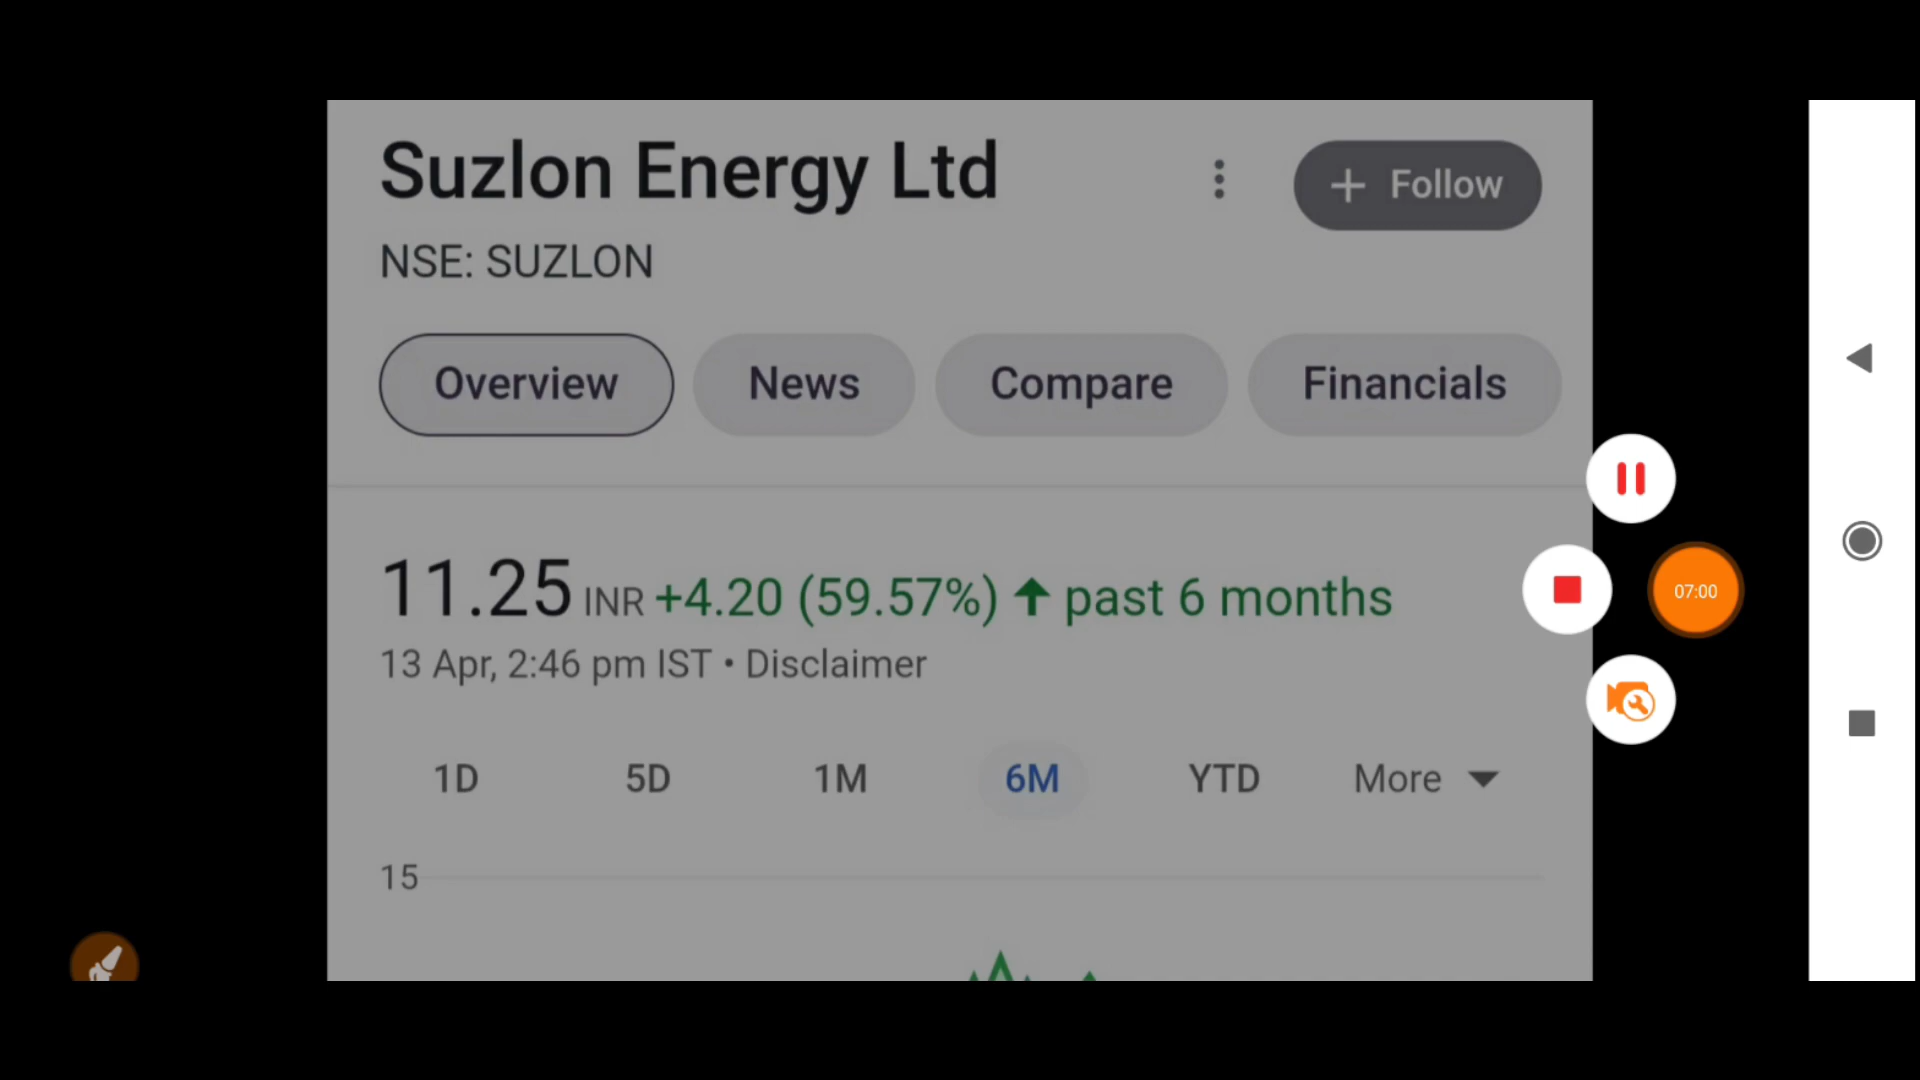 Suzlon Energy Ltd
+ Follow
NSE: SUZLON
Overview News Compare Financials
11.25 INR +4.20 (59.57%) ↑ past 6 months
13 Apr, 2:46 pm IST • Disclaimer
07:00
1D 5D 1M 6M YTD More
15